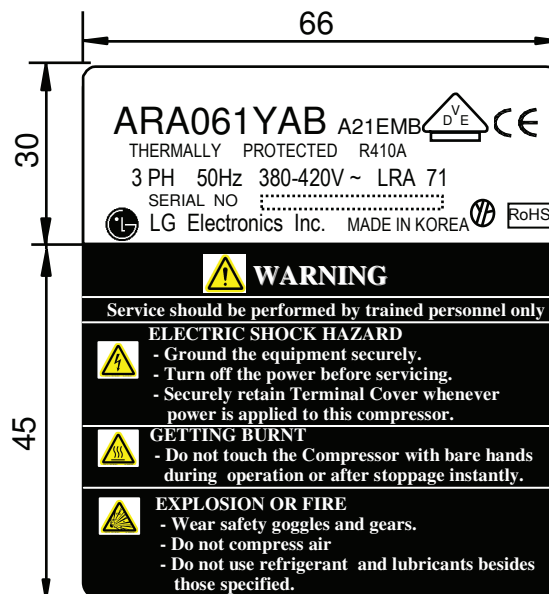 66
30
ARA061YAB A21EMB VDE CE
THERMALLY PROTECTED R410A
3 PH 50Hz 380-420V ~ LRA 71
SERIAL NO
LG LG Electronics Inc. MADE IN KOREA RoHS
45
WARNING
Service should be performed by trained personnel only
ELECTRIC SHOCK HAZARD
- Ground the equipment securely.
- Turn off the power before servicing.
- Securely retain Terminal Cover whenever
power is applied to this compressor.
GETTING BURNT
- Do not touch the Compressor with bare hands
during operation or after stoppage instantly.
EXPLOSION OR FIRE
- Wear safety goggles and gears.
- Do not compress air
- Do not use refrigerant and lubricants besides
those specified.